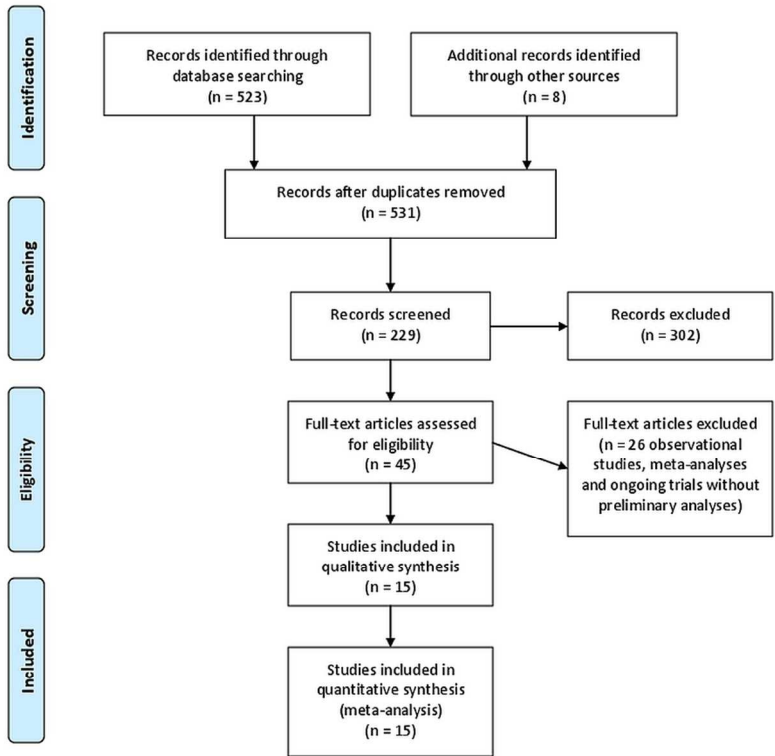 Identification
Records identified through
database searching
(n = 523)
Additional records identified
through other sources
(n = 8)
Records after duplicates removed
(n = 531)
Screening
Records screened
(n = 229)
Records excluded
(n = 302)
Eligibility
Full-text articles assessed
for eligibility
(n = 45)
Full-text articles excluded
(n = 26 observational
studies, meta-analyses
and ongoing trials without
preliminary analyses)
Studies included in
qualitative synthesis
(n = 15)
Included
Studies included in
quantitative synthesis
(meta-analysis)
(n = 15)